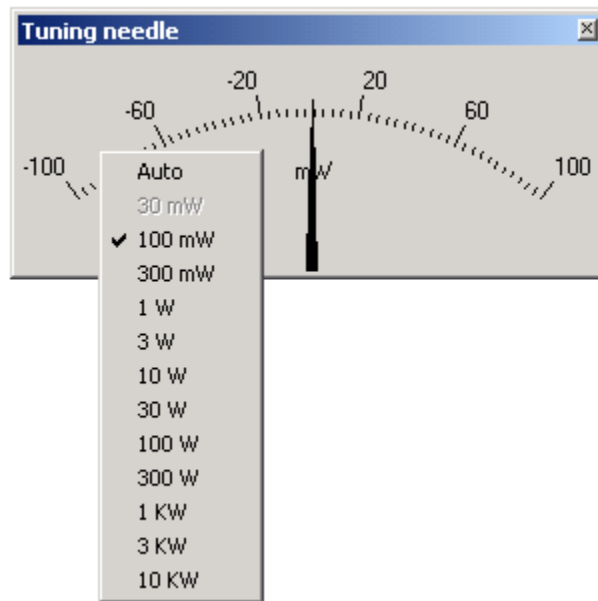 Tuning needle
-20 20
-60 60
-100 100
mW
Auto
30 mW
100 mW
300 mW
1 W
3 W
10 W
30 W
100 W
300 W
1 KW
3 KW
10 KW